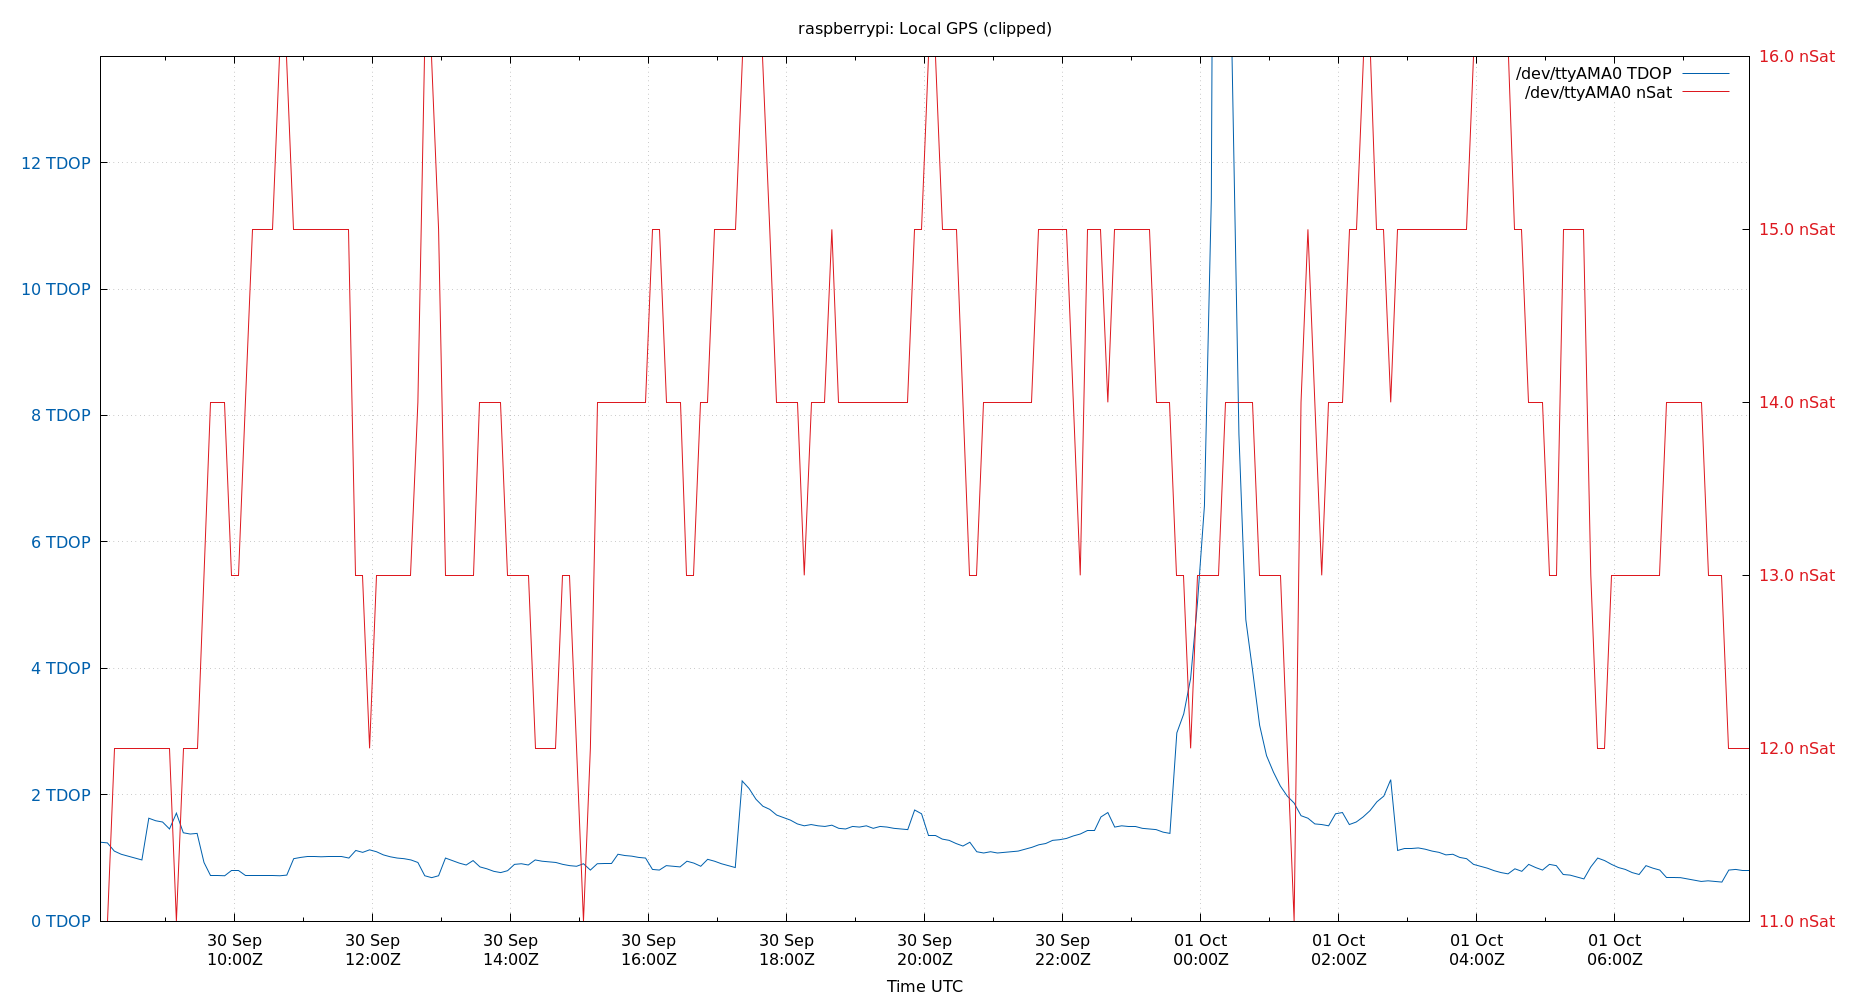 raspberrypi: Local GPS (clipped)
16.0 nSat
/dev/ttyAMA0 TDOP
/dev/ttyAMA0 nSat
12 TDOP
15.0 nSat
10 TDOP
8 TDOP
14.0 nSat
6 TDOP
13.0 nSat
4 TDOP
12.0 nSat
2 TDOP
0 TDOP
11.0 nSat
30 Sep 30 Sep 30 Sep 30 Sep 30 Sep 30 Sep 30 Sep 01 Oct 01 Oct 01 Oct 01 Oct
10:00Z 12:00Z 14:00Z 16:00Z 18:00Z 20:00Z 22:00Z 00:00Z 02:00Z 04:00Z 06:00Z
Time UTC